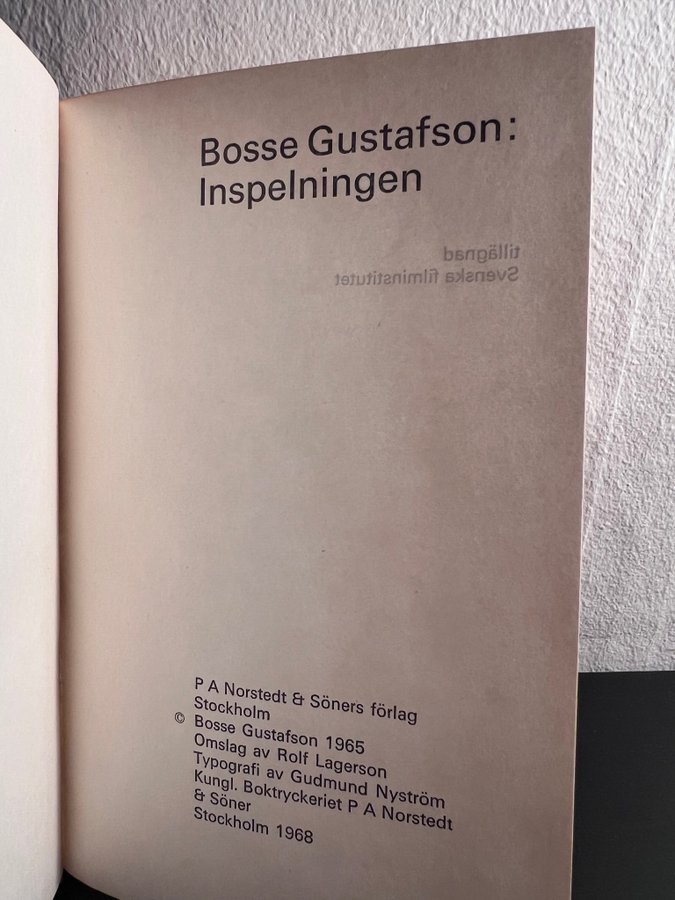 Bosse Gustafson:
Inspelningen
tillägnad
Svenska filminstitutet
P A Norstedt & Söners förlag
Stockholm
© Bosse Gustafson 1965
Omslag av Rolf Lagerson
Typografi av Gudmund Nyström
Kungl. Boktryckeriet P A Norstedt
& Söner
Stockholm 1968